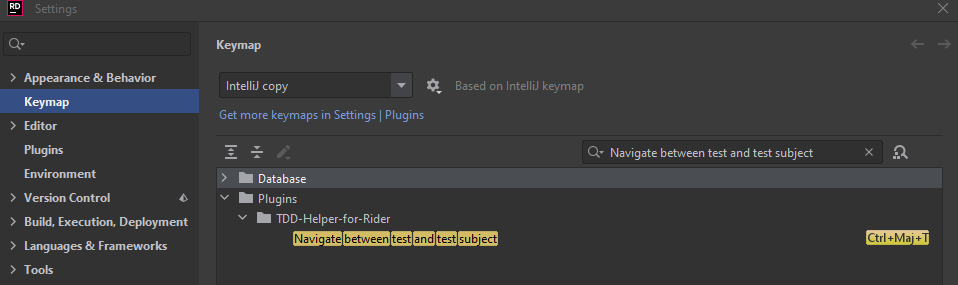 RD Settings
Keymap
IntelliJ copy Based on IntelliJ keymap
Get more keymaps in Settings | Plugins
Navigate between test and test subject
Appearance & Behavior
Keymap
Editor
Plugins
Environment
Version Control
Build, Execution, Deployment
Languages & Frameworks
Tools
Database
Plugins
TDD-Helper-for-Rider
Navigate between test and test subject Ctrl+Maj+T